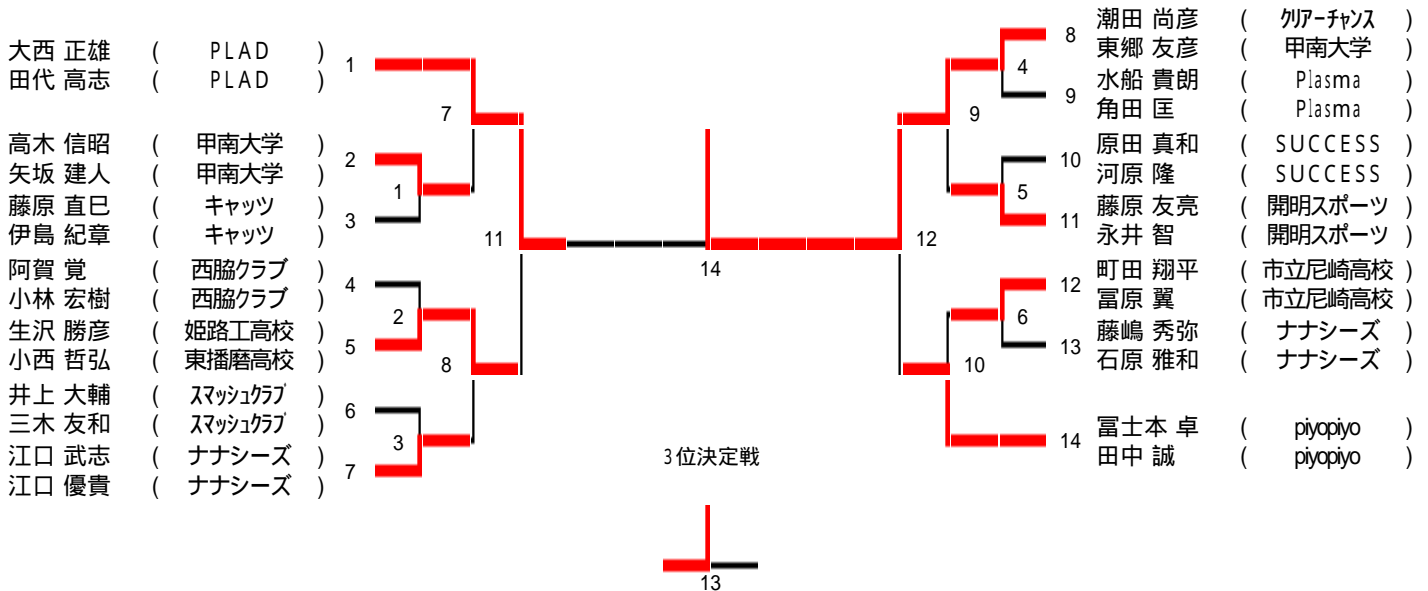 大西 正雄 ( PLAD ) 1
田代 高志 ( PLAD )
7
高木 信昭 ( 甲南大学 ) 2
矢坂 建人 ( 甲南大学 )
1
藤原 直巳 ( キャッツ ) 3
伊島 紀章 ( キャッツ )
11
阿賀 覚 ( 西脇クラブ ) 4
小林 宏樹 ( 西脇クラブ )
2
生沢 勝彦 ( 姫路工高校 ) 5
小西 哲弘 ( 東播磨高校 )
8
井上 大輔 ( スマッシュクラブ ) 6
三木 友和 ( スマッシュクラブ )
3
江口 武志 ( ナナシーズ ) 7
江口 優貴 ( ナナシーズ )
14
3位決定戦
13
潮田 尚彦 ( クリアーチャンス )
8 東郷 友彦 ( 甲南大学 )
4
水船 貴朗 ( Plasma )
9 角田 匡 ( Plasma )
9
10 原田 真和 ( SUCCESS )
河原 隆 ( SUCCESS )
5
11 藤原 友亮 ( 開明スポーツ )
永井 智 ( 開明スポーツ )
12
12 町田 翔平 ( 市立尼崎高校 )
冨原 翼 ( 市立尼崎高校 )
6
13 藤嶋 秀弥 ( ナナシーズ )
石原 雅和 ( ナナシーズ )
10
14 冨士本 卓 ( piyopiyo )
田中 誠 ( piyopiyo )